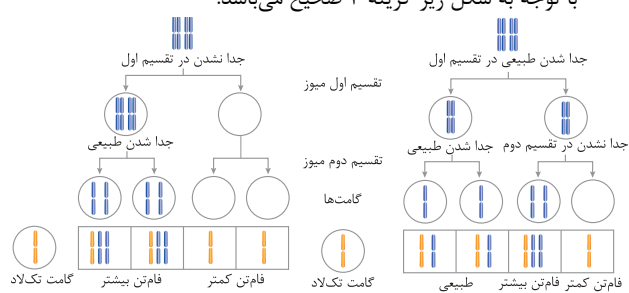 با توجه به شکل زیر گزینه ۲ صحیح می‌باشد.
جدا نشدن در تقسیم اول
جدا شدن طبیعی در تقسیم اول
تقسیم اول میوز
جدا شدن طبیعی
جدا شدن طبیعی
جدا نشدن در تقسیم دوم
تقسیم دوم میوز
گامت‌ها
گامت تک‌لاد
فام‌تن بیشتر
فام‌تن کمتر
گامت تک‌لاد
طبیعی
فام‌تن بیشتر
فام‌تن کمتر